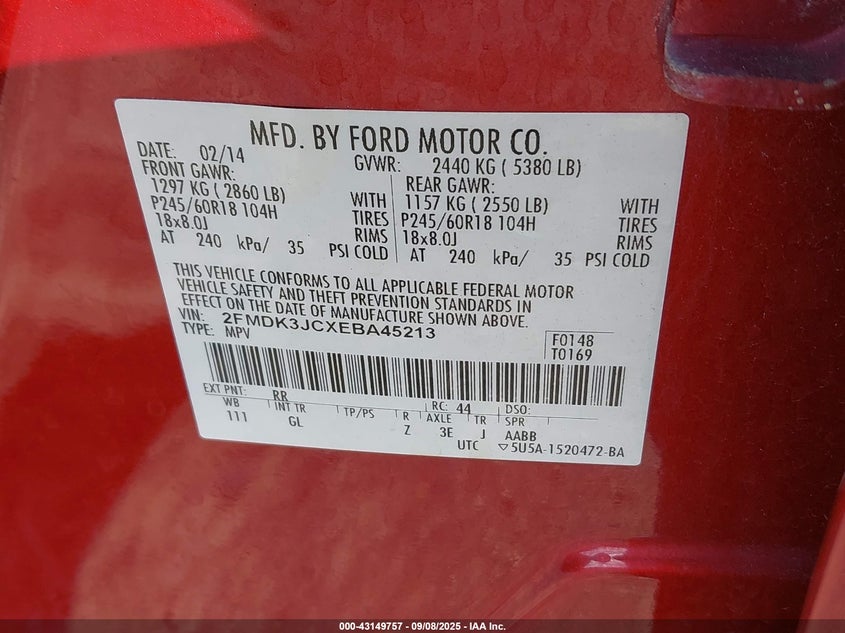 MFD. BY FORD MOTOR CO.
DATE: 02/14 GVWR: 2440 KG ( 5380 LB)
FRONT GAWR: REAR GAWR:
1297 KG ( 2860 LB) WITH 1157 KG ( 2550 LB) WITH
P245/60R18 104H TIRES P245/60R18 104H TIRES
18x8.0J RIMS 18x8.0J RIMS
AT 240 kPa/ 35 PSI COLD AT 240 kPa/ 35 PSI COLD
THIS VEHICLE CONFORMS TO ALL APPLICABLE FEDERAL MOTOR
VEHICLE SAFETY AND THEFT PREVENTION STANDARDS IN
EFFECT ON THE DATE OF MANUFACTURE SHOWN ABOVE.
VIN: 2FMDK3JCXEBA45213
TYPE: MPV
F0148
T0169
EXT PNT: RR RC: 44 DSO:
WB INT TR TP/PS R AXLE TR SPR
111 GL Z 3E J AABB
UTC ▽5U5A-1520472-BA
000-43149757 - 09/08/2025 - IAA Inc.